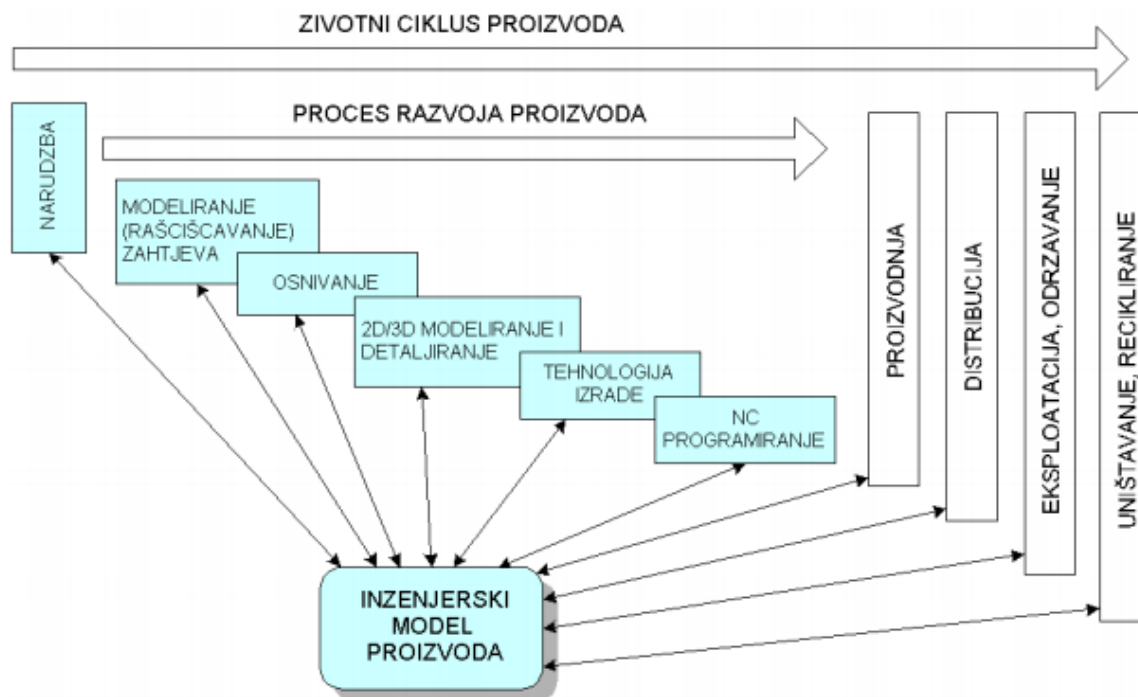 ZIVOTNI CIKLUS PROIZVODA
PROCES RAZVOJA PROIZVODA
NARUDZBA
MODELIRANJE
(RAŠCIŠCAVANJE)
ZAHTJEVA
OSNIVANJE
2D/3D MODELIRANJE I
DETALJIRANJE
TEHNOLOGIJA
IZRADE
NC
PROGRAMIRANJE
PROIZVODNJA
DISTRIBUCIJA
EKSPLOATACIJA, ODRZAVANJE
UNIŠTAVANJE, RECIKLIRANJE
INZENJERSKI
MODEL
PROIZVODA